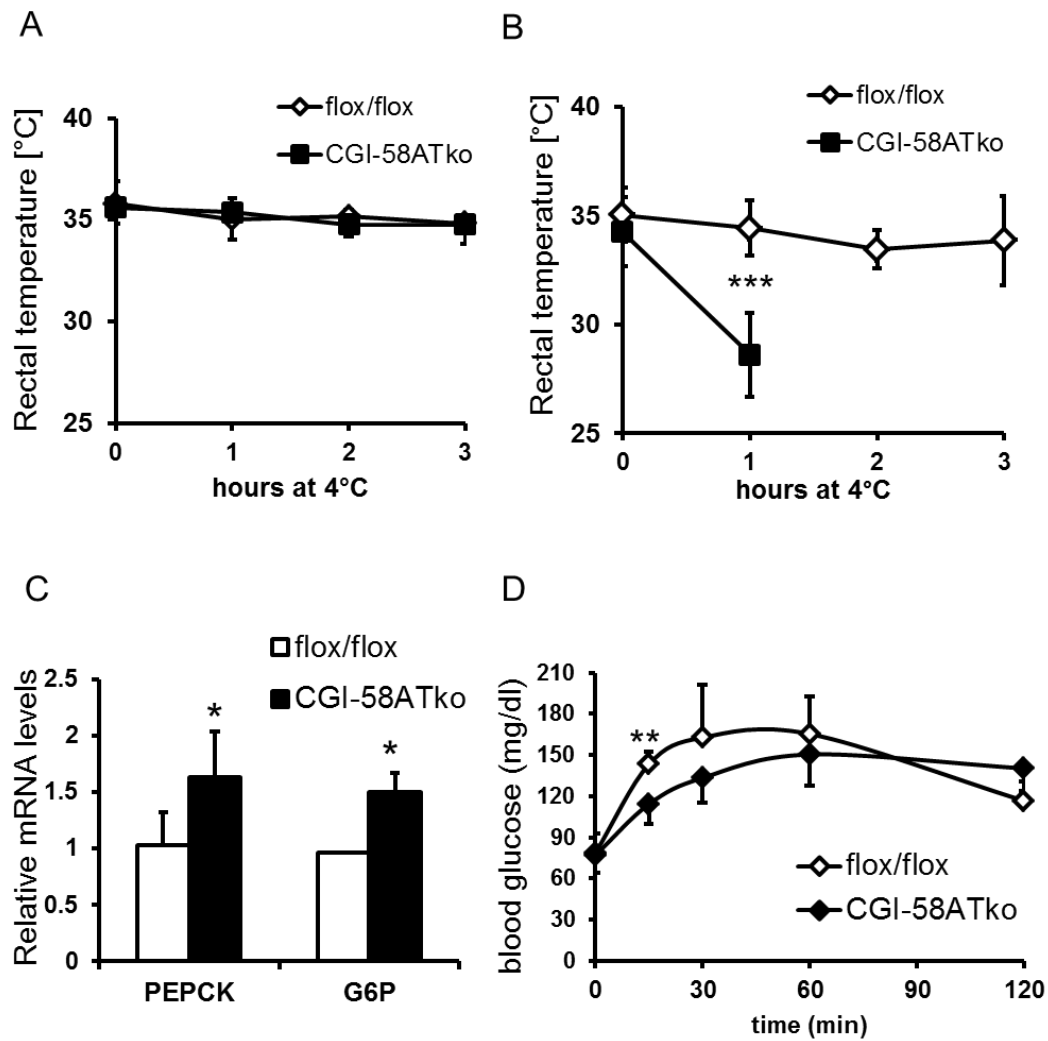 A
flox/flox
CGI-58ATko
Rectal temperature [°C]
40
35
30
25
0 1 2 3
hours at 4°C
B
flox/flox
CGI-58ATko
Rectal temperature [°C]
40
35
30
25
***
0 1 2 3
hours at 4°C
C
flox/flox
CGI-58ATko
Relative mRNA levels
2.5
2
1.5
1
0.5
0
*
*
PEPCK G6P
D
blood glucose (mg/dl)
210
180
150
120
90
60
30
0
**
flox/flox
CGI-58ATko
0 30 60 90 120
time (min)